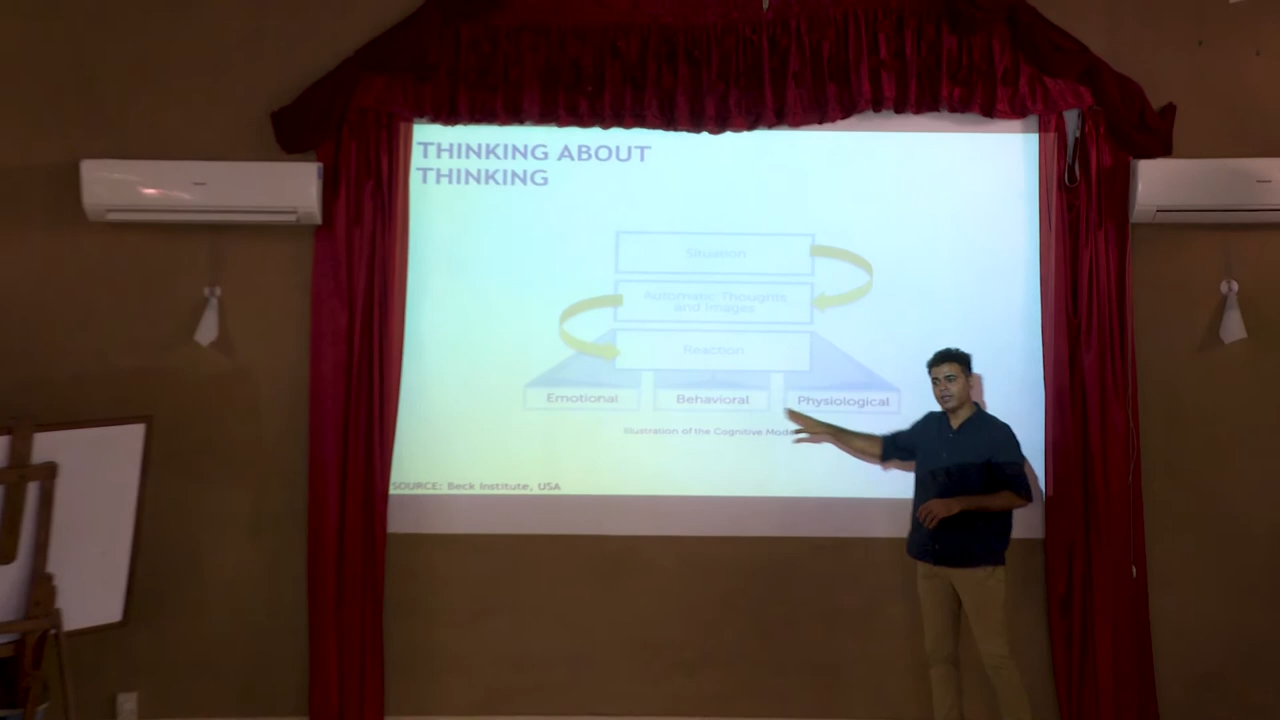 THINKING ABOUT
THINKING
Situation
Automatic Thoughts
and Images
Reaction
Emotional
Behavioral
Physiological
Illustration of the Cognitive Mode
SOURCE: Beck Institute, USA